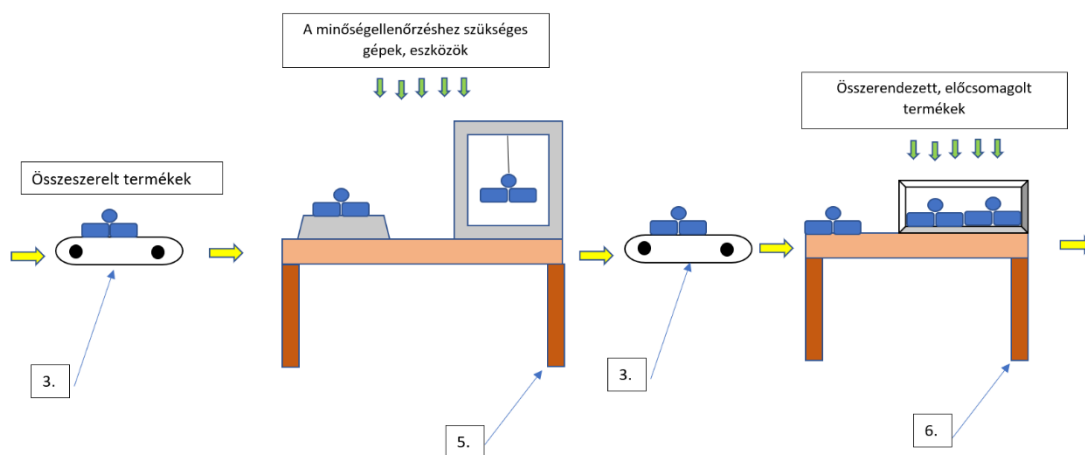 A minőségellenőrzéshez szükséges
gépek, eszközök
Összerendezett, előcsomagolt
termékek
Összeszerelt termékek
3.
5.
3.
6.